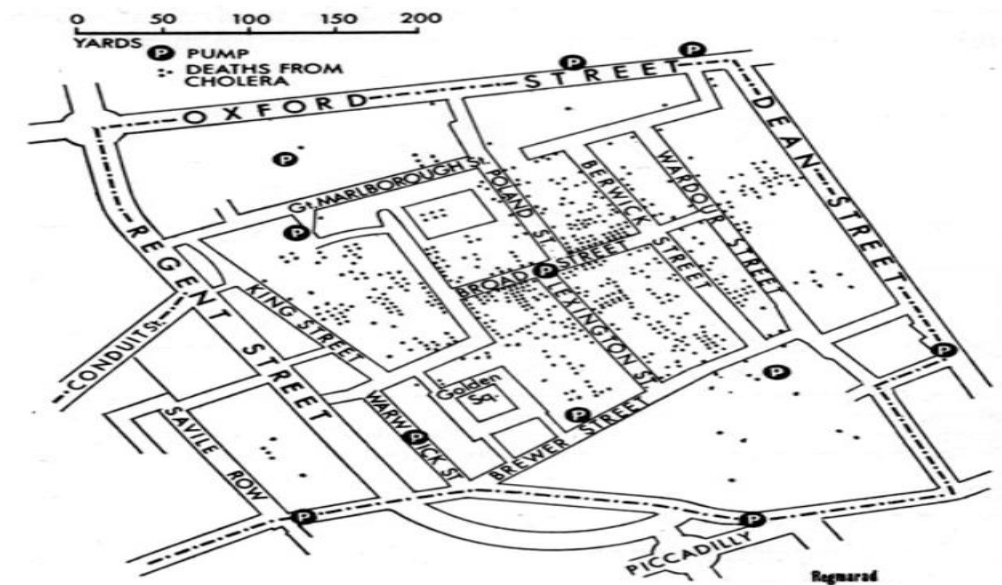 0 50 100 150 200
YARDS
P PUMP
DEATHS FROM
CHOLERA
OXFORD STREET
DEAN STREET
Gt. MARLBOROUGH St.
POLAND ST.
BERWICK STREET
WARDOUR STREET
REGENT STREET
BROAD STREET
KING STREET
LEXINGTON ST.
CONDUIT St.
Golden
Sq.
WARWICK ST
BREWER STREET
SAVILE ROW
PICCADILLY
P
P
P
P
P
P
P
P
P
P
P
Regmarad